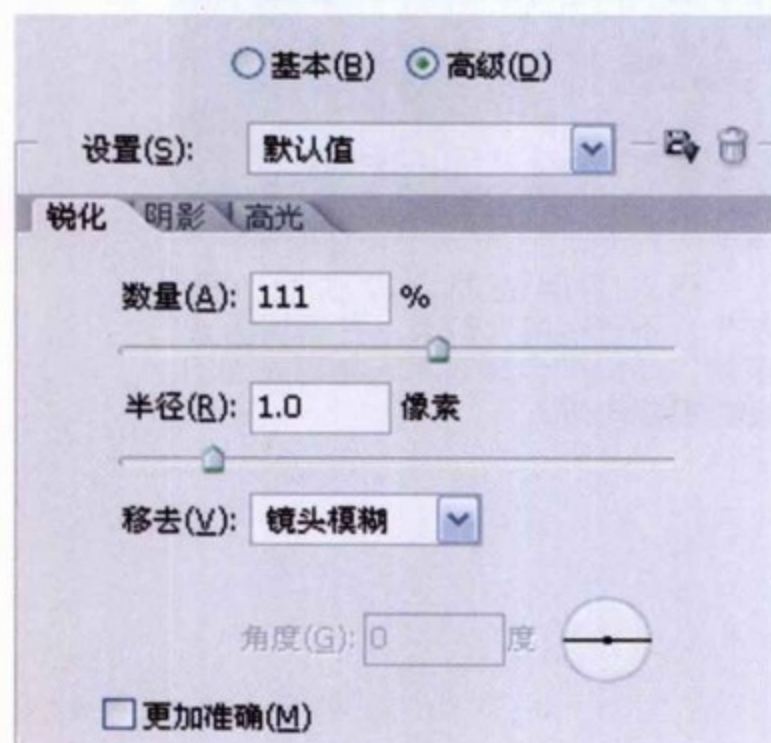 基本(B) 高级(D)
设置(S): 默认值
锐化 阴影 高光
数量(A): 111 %
半径(R): 1.0 像素
移去(V): 镜头模糊
角度(G): 0 度
更加准确(M)